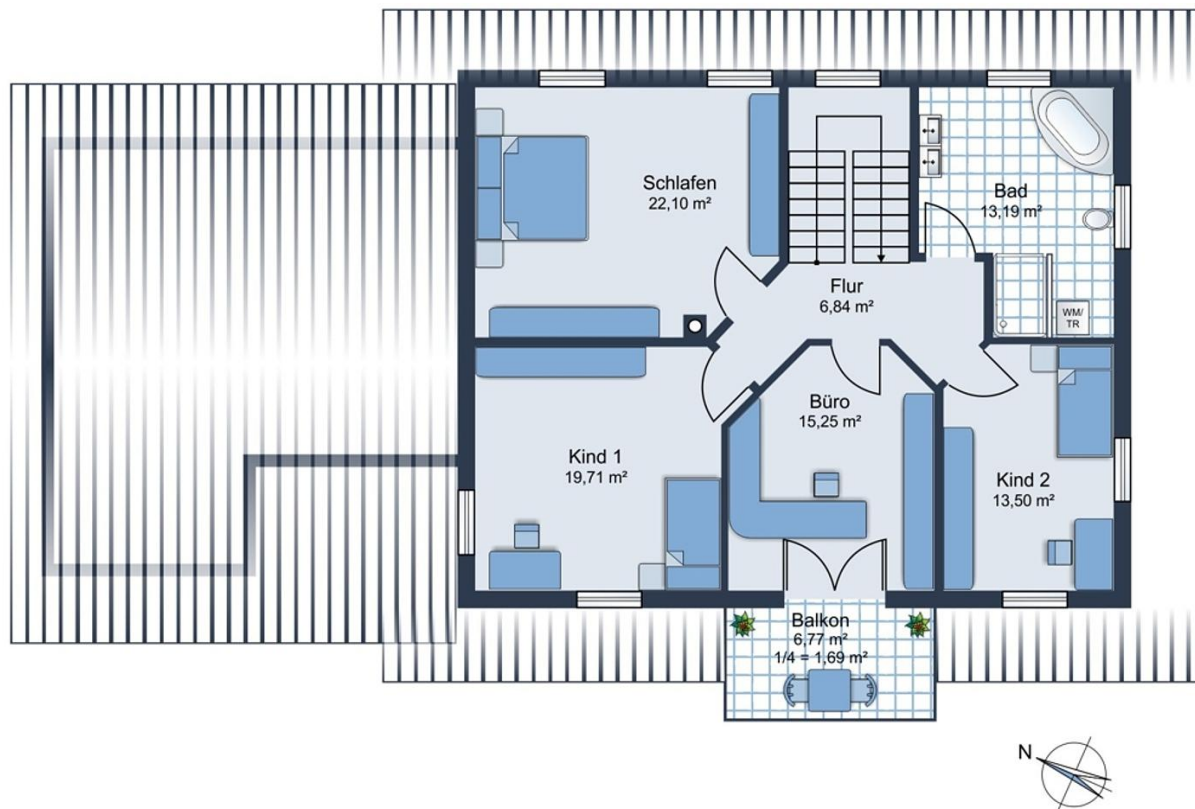 Schlafen
22,10 m²
Bad
13,19 m²
Flur
6,84 m²
WM/
TR
Büro
15,25 m²
Kind 1
19,71 m²
Kind 2
13,50 m²
Balkon
6,77 m²
1/4 = 1,69 m²
N